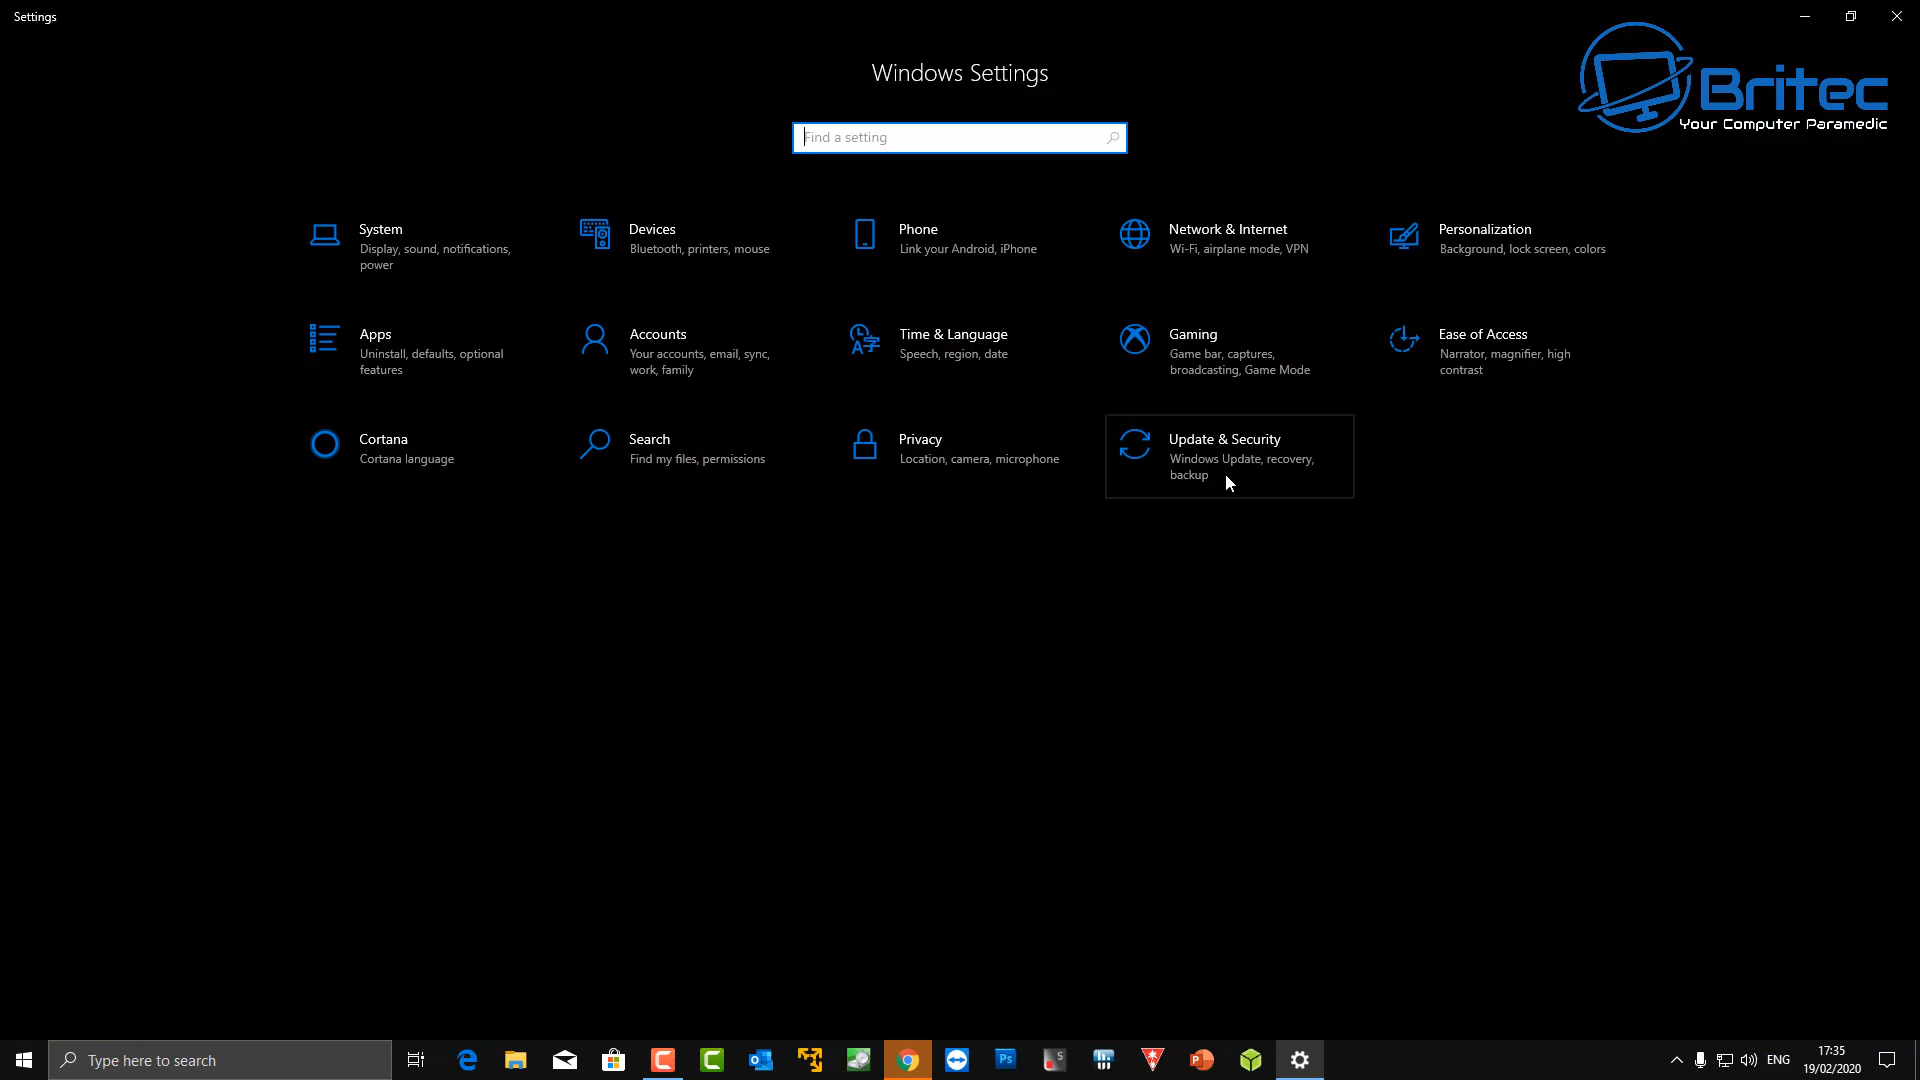 Settings
Windows Settings
Britec
Your Computer Paramedic
Find a setting
System
Display, sound, notifications,
power
Devices
Bluetooth, printers, mouse
Phone
Link your Android, iPhone
Network & Internet
Wi-Fi, airplane mode, VPN
Personalization
Background, lock screen, colors
Apps
Uninstall, defaults, optional
features
Accounts
Your accounts, email, sync,
work, family
Time & Language
Speech, region, date
Gaming
Game bar, captures,
broadcasting, Game Mode
Ease of Access
Narrator, magnifier, high
contrast
Cortana
Cortana language
Search
Find my files, permissions
Privacy
Location, camera, microphone
Update & Security
Windows Update, recovery,
backup
Type here to search
Ps
S
ENG
17:35
19/02/2020